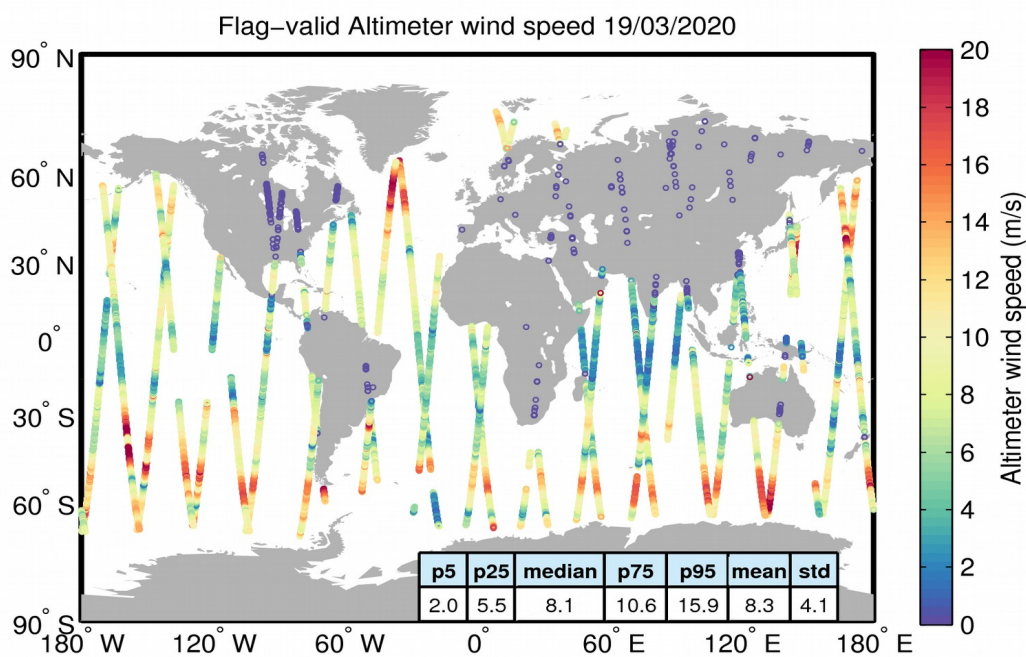 Flag−valid Altimeter wind speed 19/03/2020
90° N
60° N
30° N
0°
30° S
60° S
90° S
180° W
120° W
60° W
0°
60° E
120° E
180° E
p5 p25 median p75 p95 mean std
2.0 5.5 8.1 10.6 15.9 8.3 4.1
20
18
16
14
12
10
8
6
4
2
0
Altimeter wind speed (m/s)